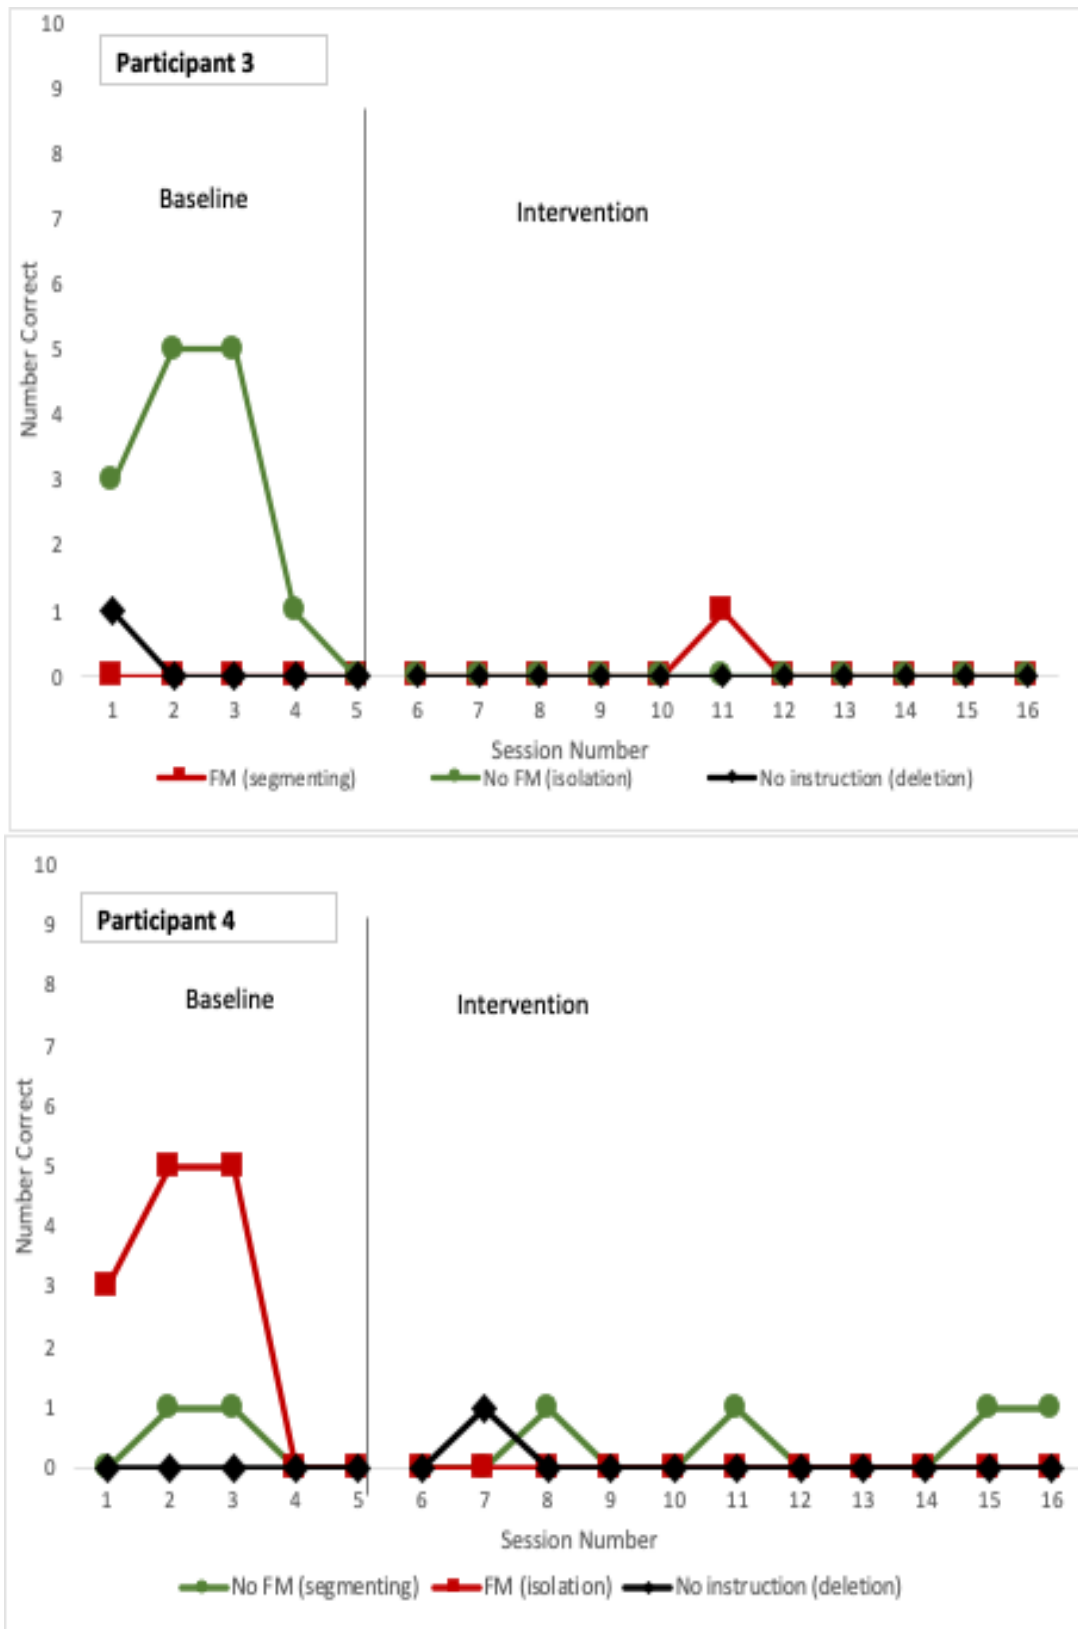 10
Participant 3
9
8
Baseline
Intervention
7
6
5
4
3
2
1
0
Number Correct
1 2 3 4 5 6 7 8 9 10 11 12 13 14 15 16
Session Number
FM (segmenting) No FM (isolation) No instruction (deletion)
10
Participant 4
9
8
Baseline
Intervention
7
6
5
4
3
2
1
0
Number Correct
1 2 3 4 5 6 7 8 9 10 11 12 13 14 15 16
Session Number
No FM (segmenting) FM (isolation) No instruction (deletion)